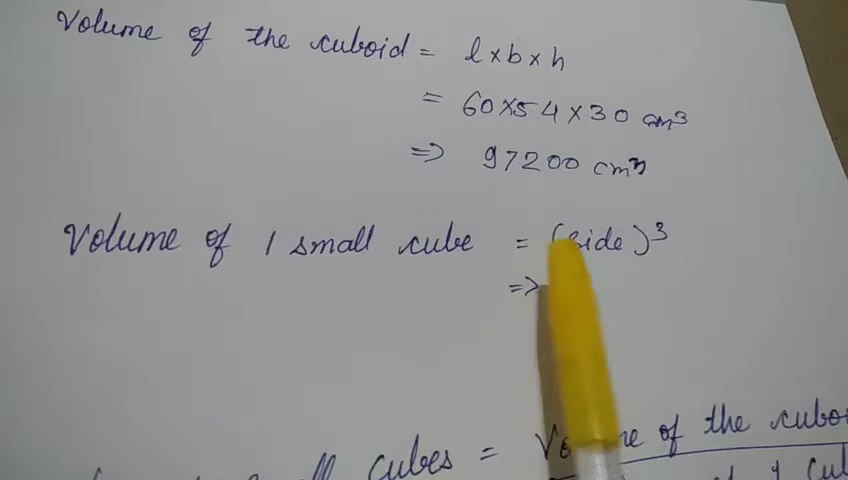 Volume of the cuboid = l×b×h
= 60×54×30 cm³
=> 97200 cm³
Volume of 1 small cube = (side)³
=>
cubes = of the